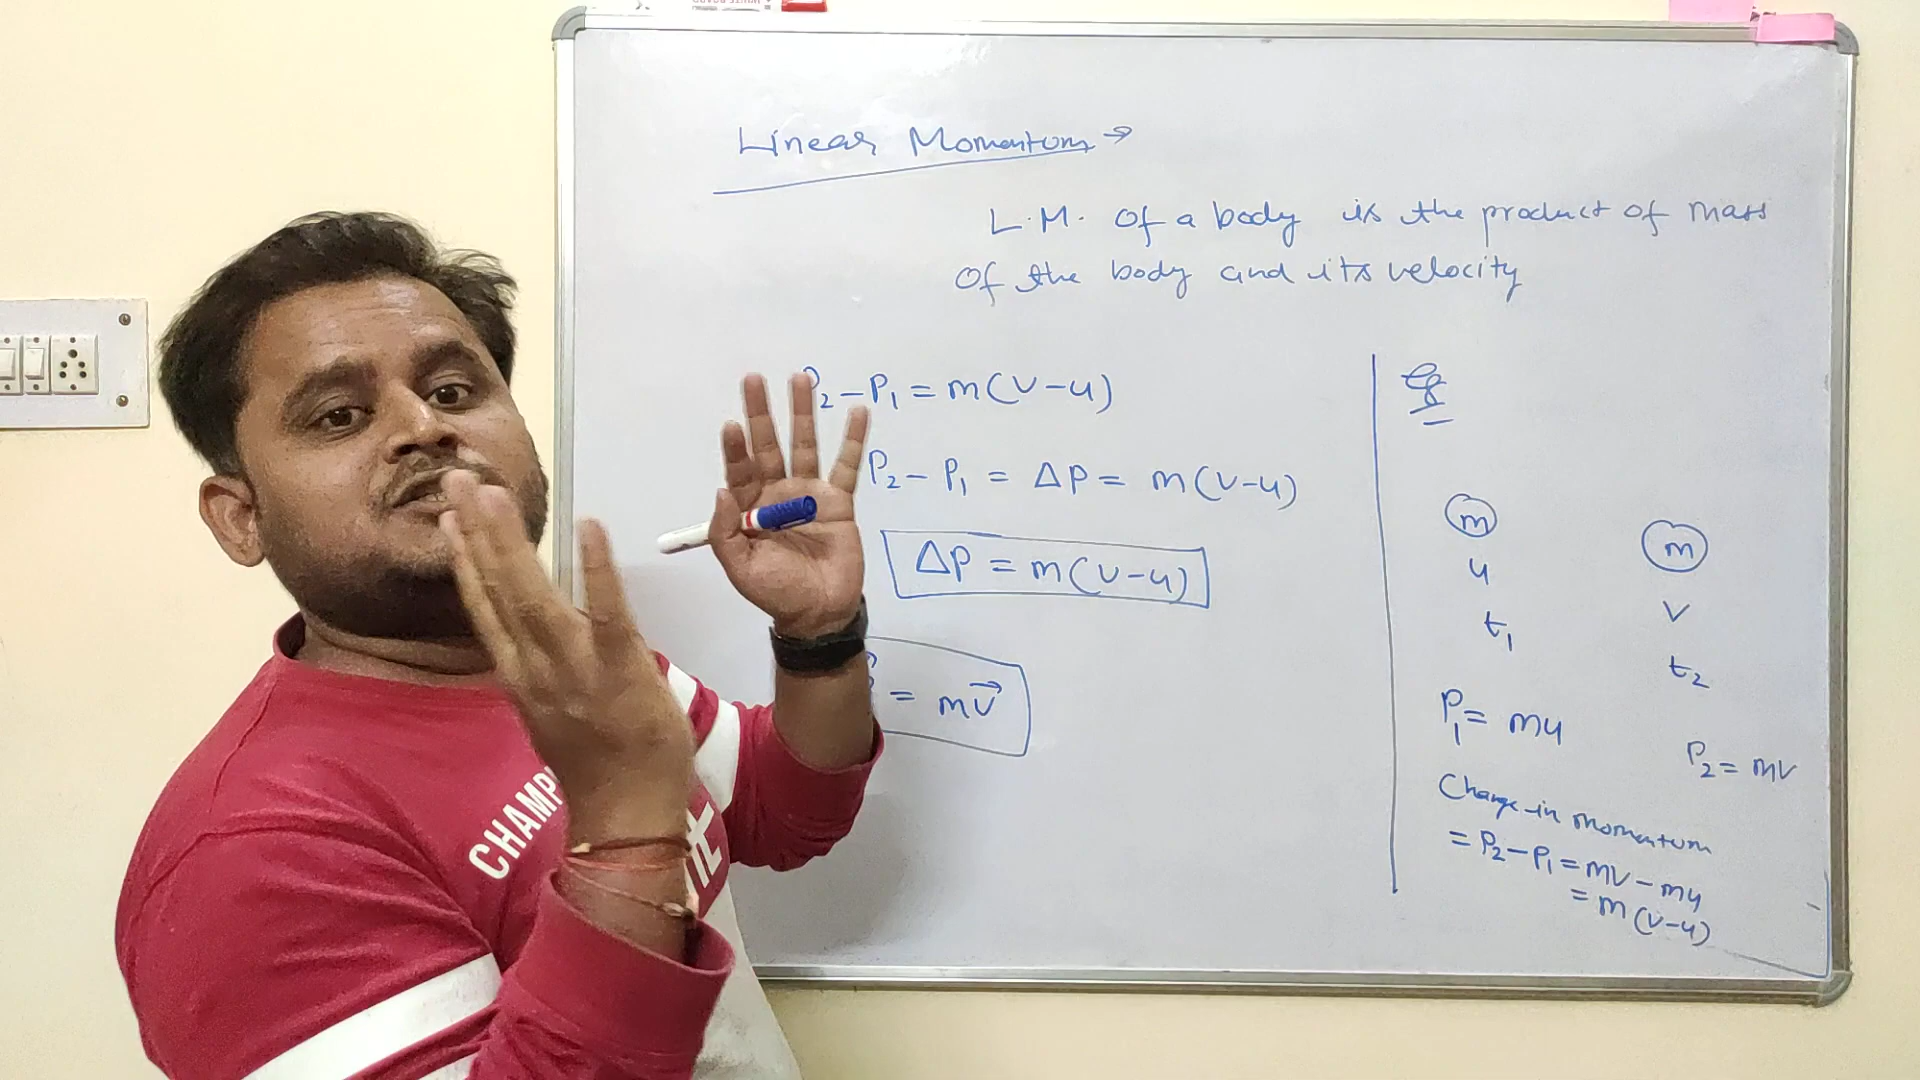 Linear Momentum →
L.M. Of a body is the product of mass
Of the body and its velocity
P₂-P₁ = m(v-u)
P₂- P₁ = ΔP = m(v-u)
ΔP = m(v-u)
= mv⃗
Eg
m
u
t₁
P₁ = mu
m
v
t₂
P₂ = mv
Change in momentum
= P₂-P₁ = mv - mu
= m(v-u)
CHAMP